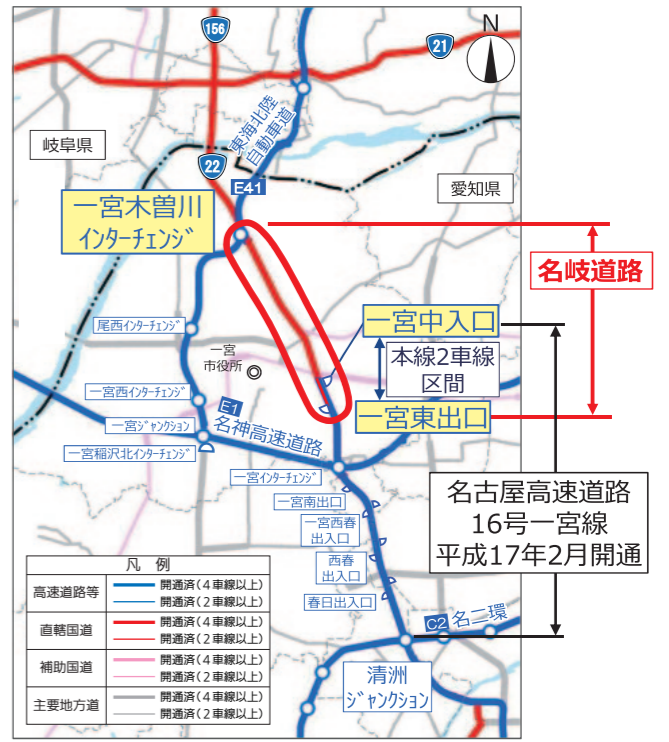 156
21
N
岐阜県
東海北陸
自動車道
22
E41
愛知県
一宮木曽川
インターチェンジ
名岐道路
一宮中入口
尾西インターチェンジ
一宮
市役所
本線2車線
区間
一宮西インターチェンジ
一宮東出口
E1
一宮ジャンクション
名神高速道路
一宮稲沢北インターチェンジ
一宮インターチェンジ
一宮南出口
名古屋高速道路
16号一宮線
平成17年2月開通
一宮西春
出入口
西春
出入口
春日出入口
C2 名二環
清洲
ジャンクション
凡 例
高速道路等
開通済(4車線以上)
開通済(2車線以上)
直轄国道
開通済(4車線以上)
開通済(2車線以上)
補助国道
開通済(4車線以上)
開通済(2車線以上)
主要地方道
開通済(4車線以上)
開通済(2車線以上)